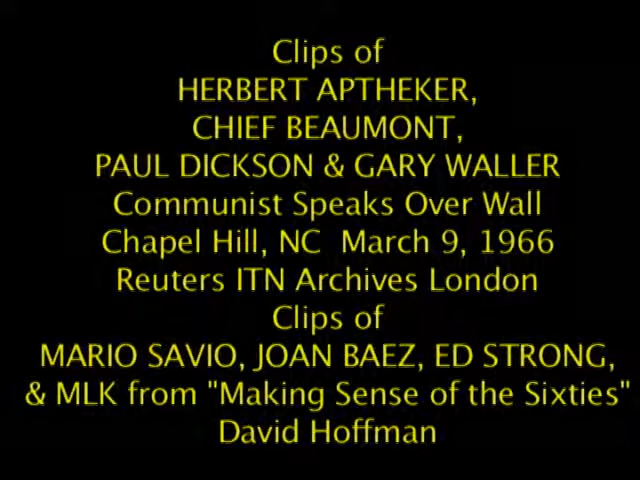 Clips of
HERBERT APTHEKER,
CHIEF BEAUMONT,
PAUL DICKSON & GARY WALLER
Communist Speaks Over Wall
Chapel Hill, NC  March 9, 1966
Reuters ITN Archives London
Clips of
MARIO SAVIO, JOAN BAEZ, ED STRONG,
& MLK from "Making Sense of the Sixties"
David Hoffman